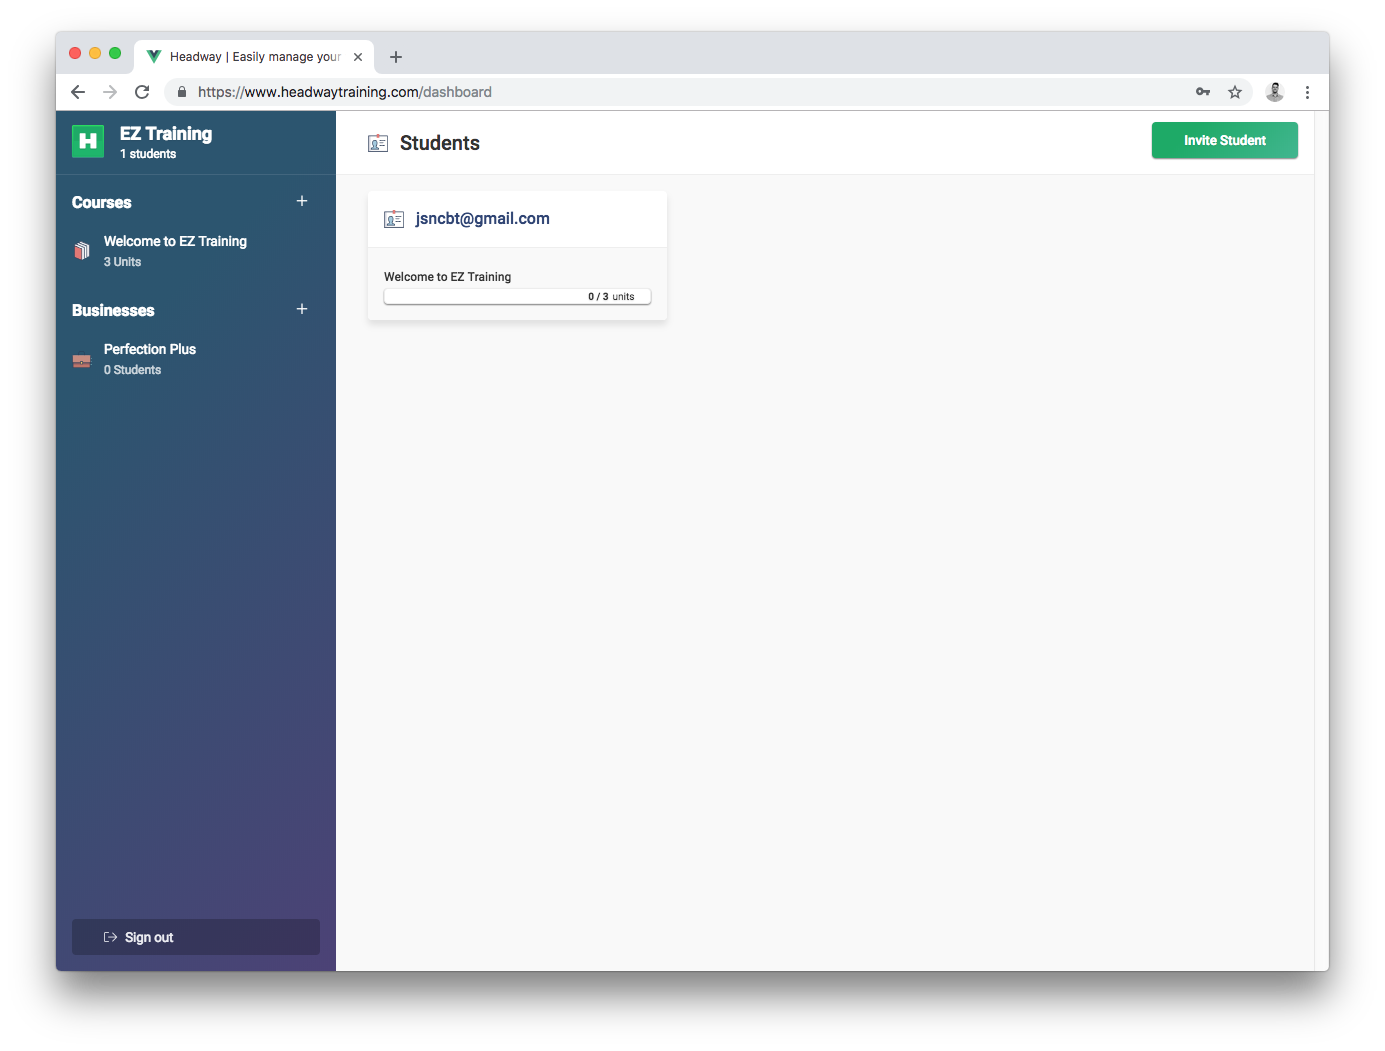 Headway | Easily manage your
https://www.headwaytraining.com/dashboard
H
EZ Training
1 students
Courses
Welcome to EZ Training
3 Units
Businesses
Perfection Plus
0 Students
Sign out
Students
Invite Student
jsncbt@gmail.com
Welcome to EZ Training
0 / 3 units